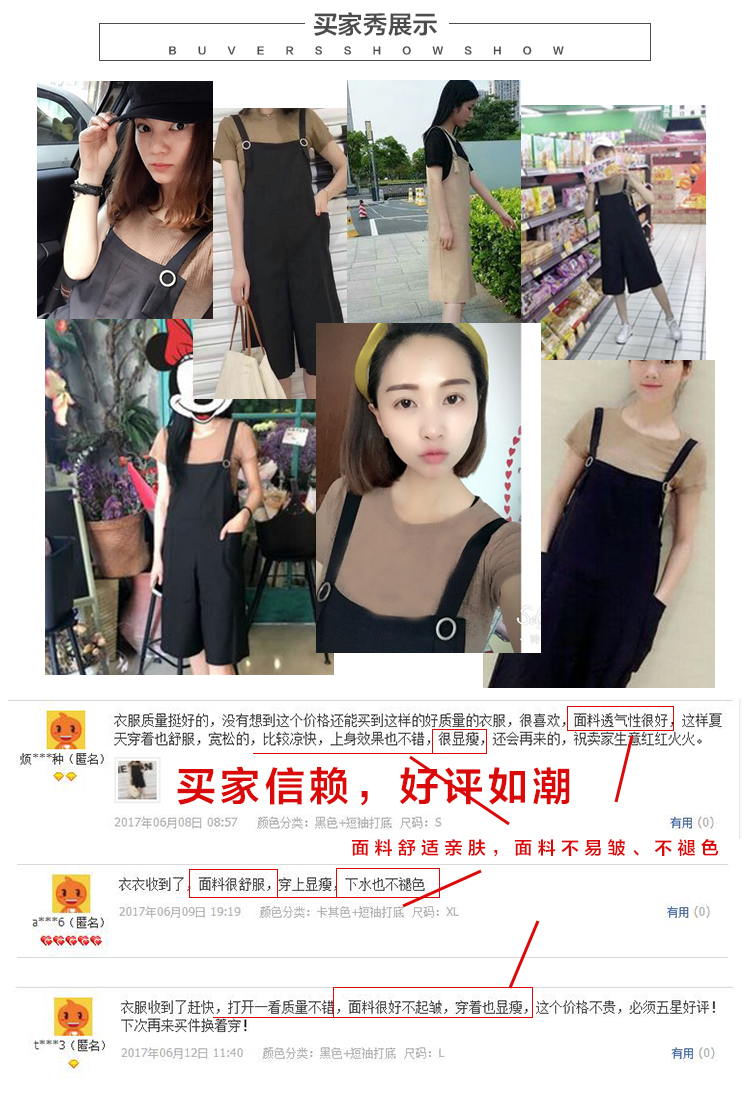 买家秀展示
BUVERSSHOWSHOW
衣服质量挺好的，没有想到这个价格还能买到这样的好质量的衣服，很喜欢，面料透气性很好，这样夏
天穿着也舒服，宽松的，比较凉快，上身效果也不错，很显瘦，还会再来的，祝卖家生意红红火火。
烦***种（匿名）
买家信赖，好评如潮
2017年06月08日 08:57 颜色分类：黑色+短袖打底 尺码：S 有用 (0)
面料舒适亲肤，面料不易皱、不褪色
衣衣收到了，面料很舒服，穿上显瘦，下水也不褪色
a***6（匿名）
2017年06月09日 19:19 颜色分类：卡其色+短袖打底 尺码：XL 有用 (0)
衣服收到了赶快，打开一看质量不错，面料很好不起皱，穿着也显瘦，这个价格不贵，必须五星好评！
下次再来买件换着穿！
t***3（匿名）
2017年06月12日 11:40 颜色分类：黑色+短袖打底 尺码：L 有用 (0)